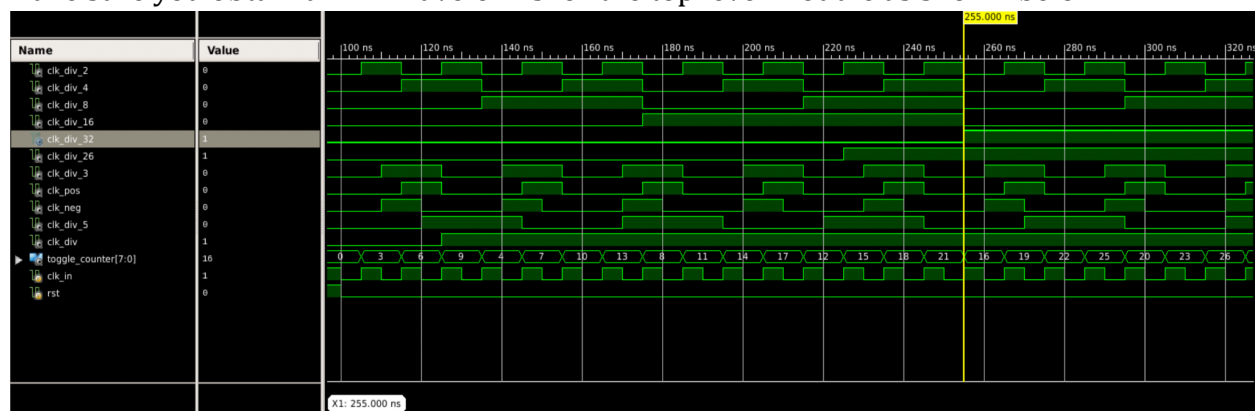 255.000 ns
Name Value
100 ns 120 ns 140 ns 160 ns 180 ns 200 ns 220 ns 240 ns 260 ns 280 ns 300 ns 320 ns
clk_div_2 0
clk_div_4 0
clk_div_8 0
clk_div_16 0
clk_div_32 1
clk_div_26 1
clk_div_3 0
clk_pos 0
clk_neg 0
clk_div_5 0
clk_div 1
toggle_counter[7:0] 16 0 3 6 9 4 7 10 13 8 11 14 17 12 15 18 21 16 19 22 25 20 23 26
clk_in 1
rst 0
X1: 255.000 ns